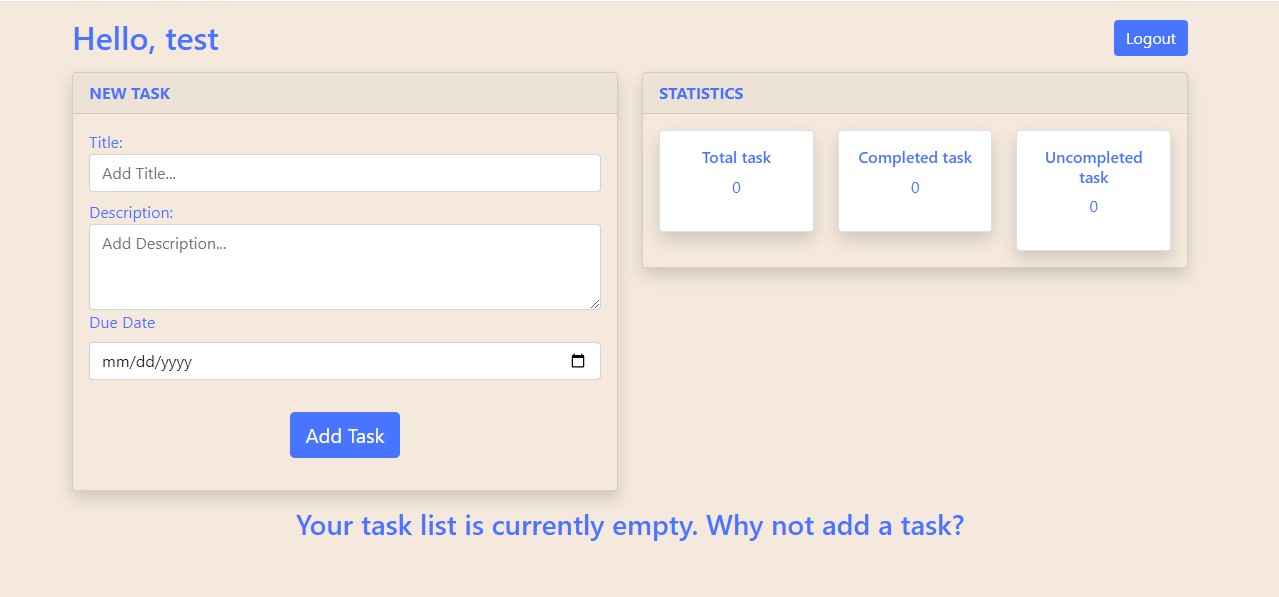 Hello, test
Logout
NEW TASK
Title:
Add Title...
Description:
Add Description...
Due Date
mm/dd/yyyy
Add Task
STATISTICS
Total task
0
Completed task
0
Uncompleted
task
0
Your task list is currently empty. Why not add a task?